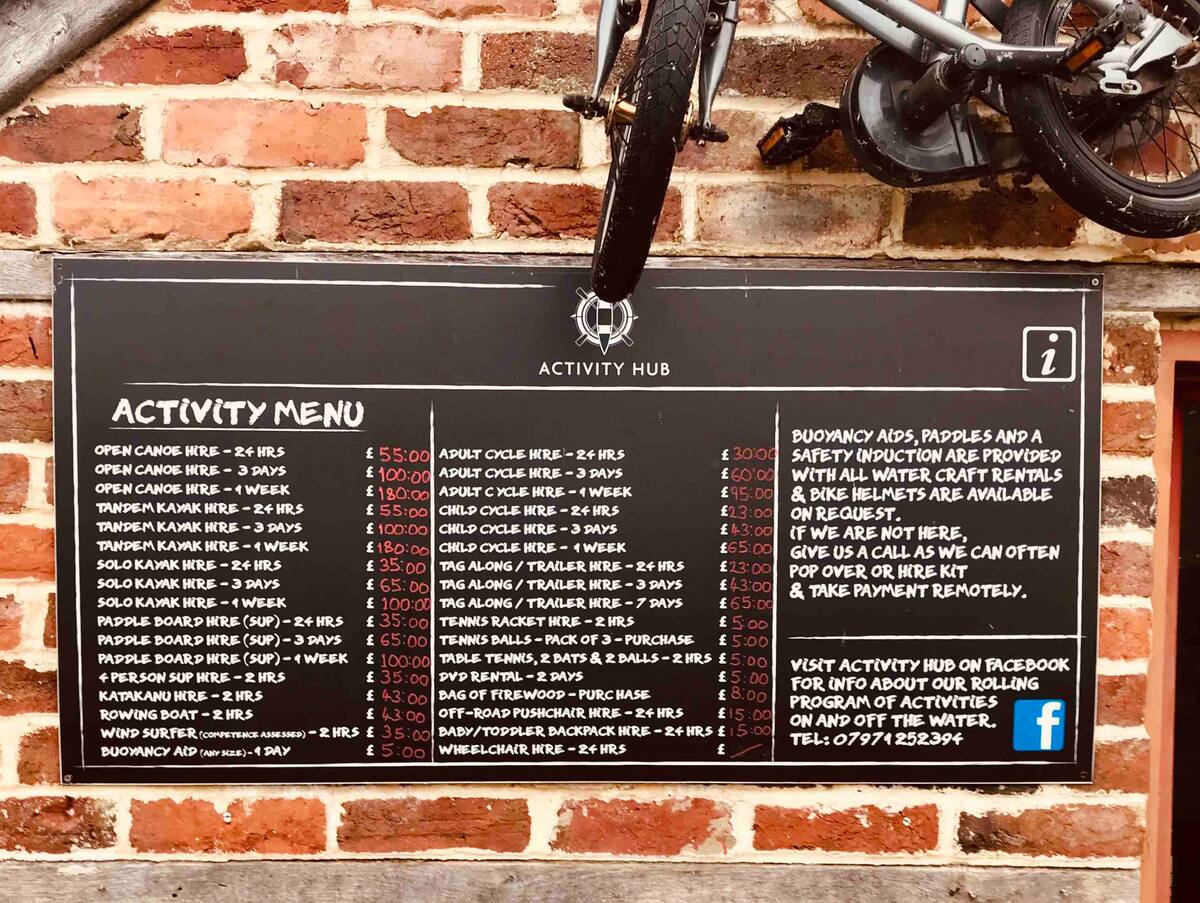 ACTIVITY HUB
i
ACTIVITY MENU
OPEN CANOE HIRE - 24 HRS £ 55:00
OPEN CANOE HIRE - 3 DAYS £ 100:00
OPEN CANOE HIRE - 1 WEEK £ 180:00
TANDEM KAYAK HIRE - 24 HRS £ 55:00
TANDEM KAYAK HIRE - 3 DAYS £ 100:00
TANDEM KAYAK HIRE - 1 WEEK £ 180:00
SOLO KAYAK HIRE - 24 HRS £ 35:00
SOLO KAYAK HIRE - 3 DAYS £ 65:00
SOLO KAYAK HIRE - 1 WEEK £ 100:00
PADDLE BOARD HIRE (SUP) - 24 HRS £ 35:00
PADDLE BOARD HIRE (SUP) - 3 DAYS £ 65:00
PADDLE BOARD HIRE (SUP) - 1 WEEK £ 100:00
4 PERSON SUP HIRE - 2 HRS £ 35:00
KATAKANU HIRE - 2 HRS £ 43:00
ROWING BOAT - 2 HRS £ 43:00
WIND SURFER (COMPETENCE ASSESSED) - 2 HRS £ 35:00
BUOYANCY AID (ANY SIZE) - 1 DAY £ 5:00
ADULT CYCLE HIRE - 24 HRS £ 30:00
ADULT CYCLE HIRE - 3 DAYS £ 60:00
ADULT CYCLE HIRE - 1 WEEK £ 95:00
CHILD CYCLE HIRE - 24 HRS £ 23:00
CHILD CYCLE HIRE - 3 DAYS £ 43:00
CHILD CYCLE HIRE - 1 WEEK £ 65:00
TAG ALONG / TRAILER HIRE - 24 HRS £ 23:00
TAG ALONG / TRAILER HIRE - 3 DAYS £ 43:00
TAG ALONG / TRAILER HIRE - 7 DAYS £ 65:00
TENNIS RACKET HIRE - 2 HRS £ 5:00
TENNIS BALLS - PACK OF 3 - PURCHASE £ 5:00
TABLE TENNIS, 2 BATS & 2 BALLS - 2 HRS £ 5:00
DVD RENTAL - 2 DAYS £ 5:00
BAG OF FIREWOOD - PURCHASE £ 8:00
OFF-ROAD PUSHCHAIR HIRE - 24 HRS £ 15:00
BABY/TODDLER BACKPACK HIRE - 24 HRS £ 15:00
WHEELCHAIR HIRE - 24 HRS £ /
BUOYANCY AIDS, PADDLES AND A
SAFETY INDUCTION ARE PROVIDED
WITH ALL WATER CRAFT RENTALS
& BIKE HELMETS ARE AVAILABLE
ON REQUEST.
IF WE ARE NOT HERE,
GIVE US A CALL AS WE CAN OFTEN
POP OVER OR HIRE KIT
& TAKE PAYMENT REMOTELY.
VISIT ACTIVITY HUB ON FACEBOOK
FOR INFO ABOUT OUR ROLLING
PROGRAM OF ACTIVITIES
ON AND OFF THE WATER.
TEL: 07971 252394
f